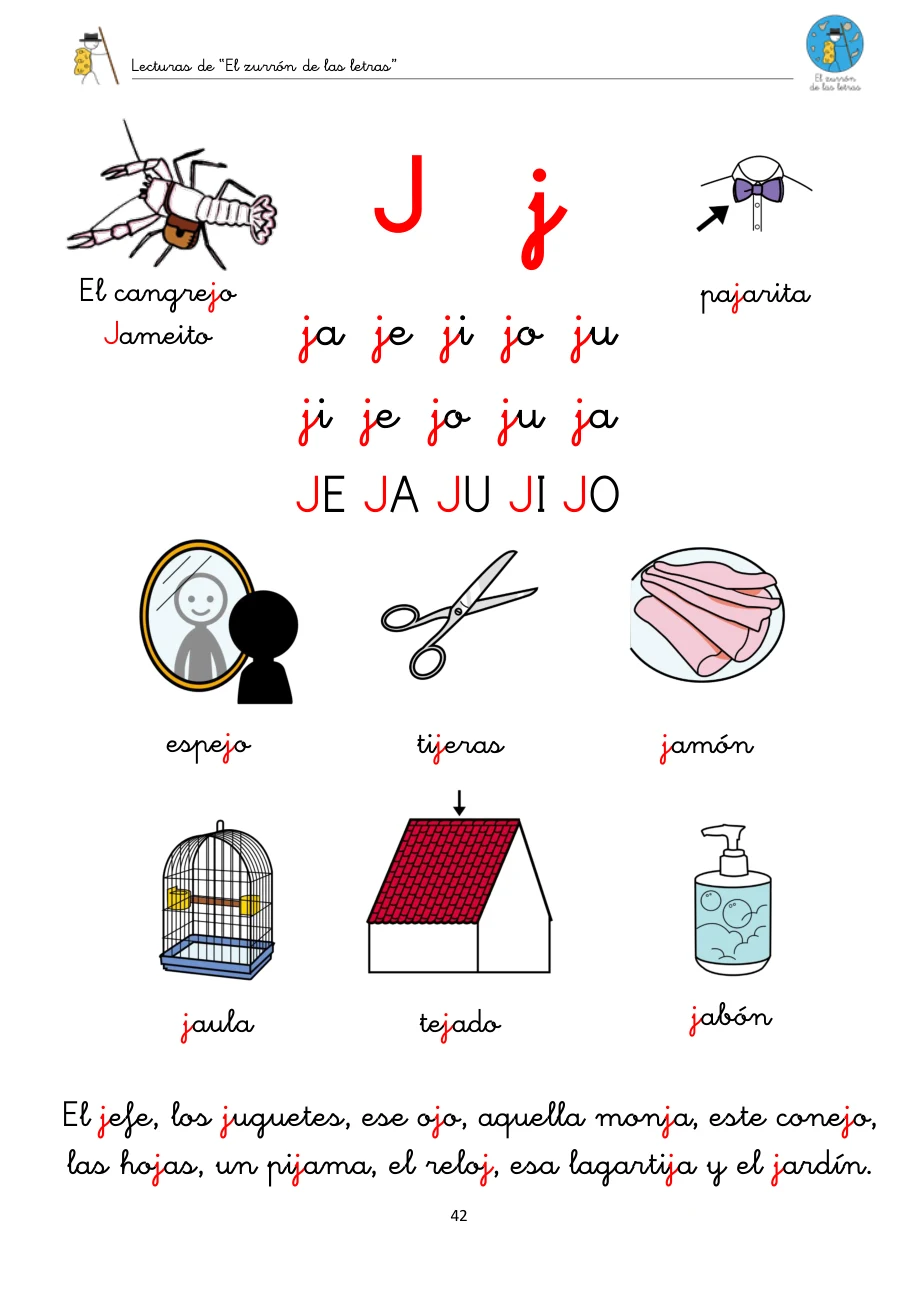 Lecturas de "El zurrón de las letras"
El zurrón
de las letras
J j
El cangrejo
Jameito
pajarita
ja je ji jo ju
ji je jo ju ja
JE JA JU JI JO
espejo tijeras jamón
jaula tejado jabón
El jefe, los juguetes, ese ojo, aquella monja, este conejo,
las hojas, un pijama, el reloj, esa lagartija y el jardín.
42